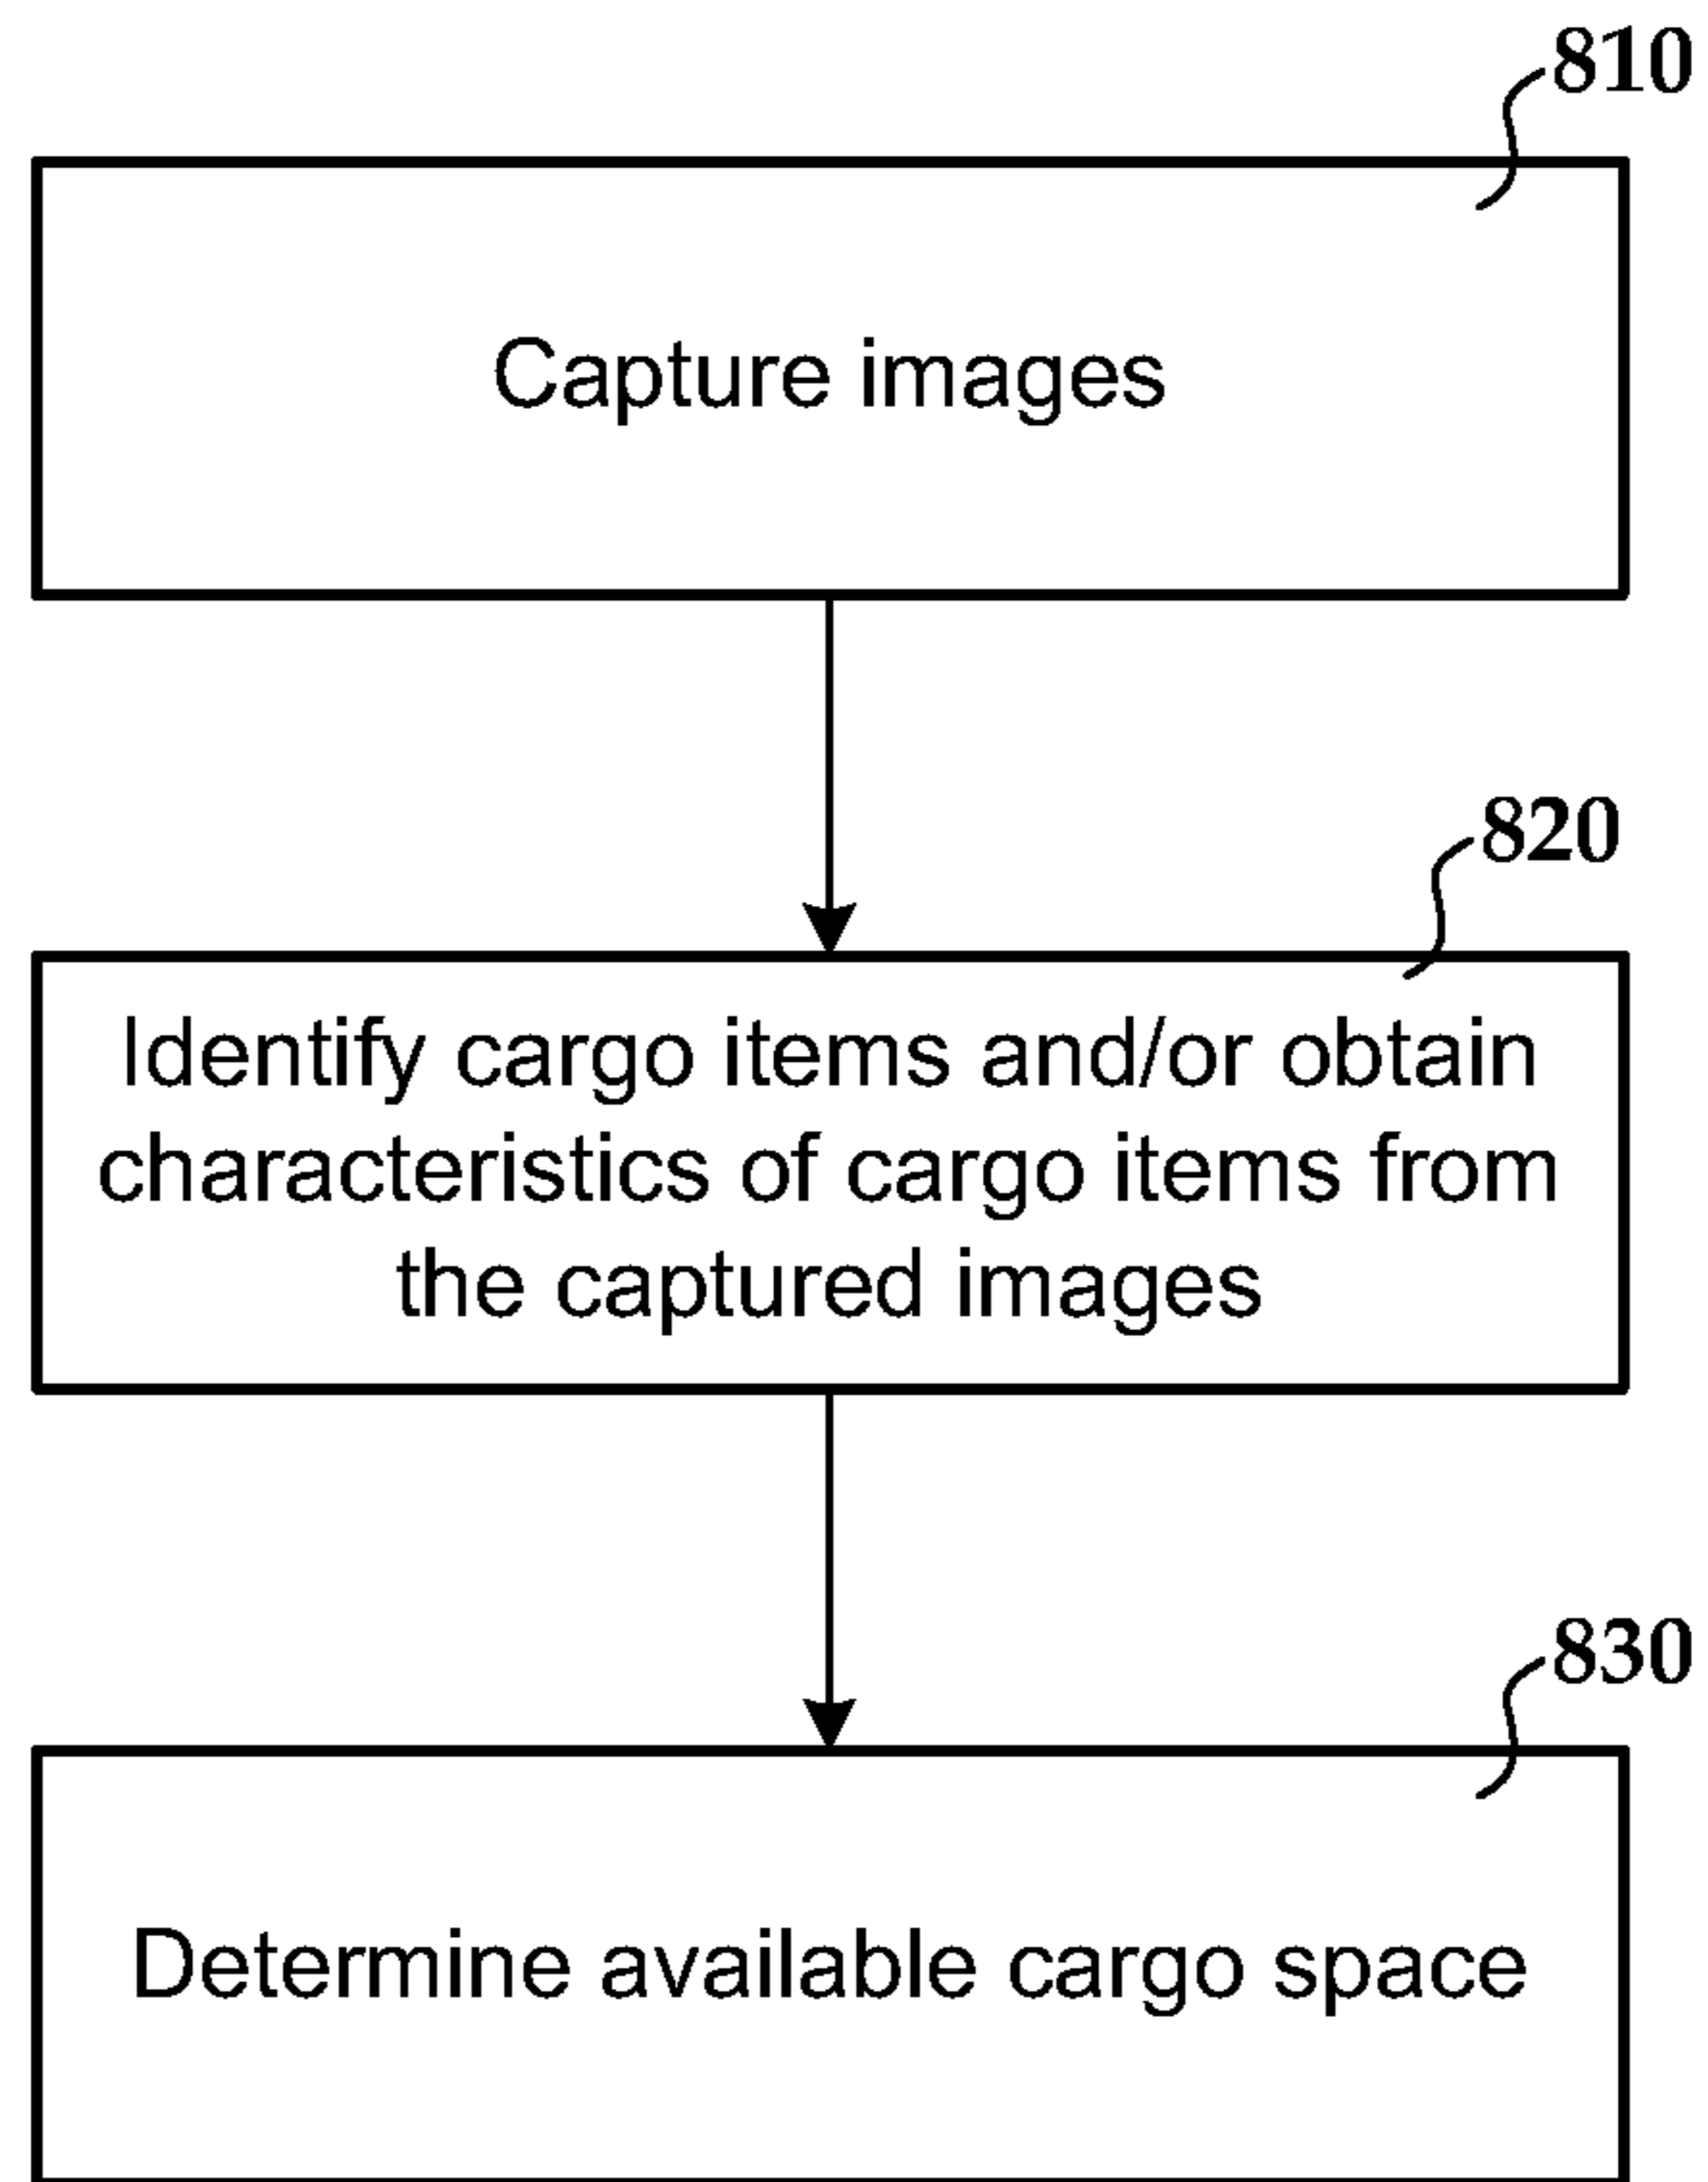 810
Capture images
820
Identify cargo items and/or obtain
characteristics of cargo items from
the captured images
830
Determine available cargo space